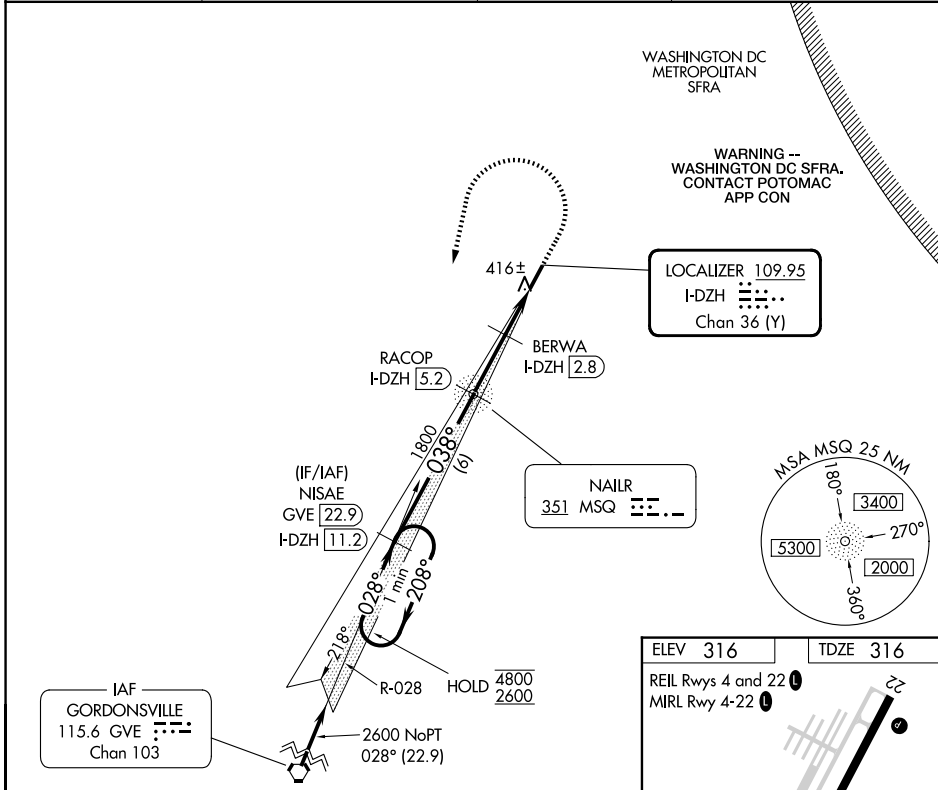 WASHINGTON DC
METROPOLITAN
SFRA
WARNING --
WASHINGTON DC SFRA.
CONTACT POTOMAC
APP CON
416±
LOCALIZER 109.95
I-DZH
Chan 36 (Y)
BERWA
I-DZH 2.8
RACOP
I-DZH 5.2
1800
038°
(6)
NAILR
351 MSQ
(IF/IAF)
NISAE
GVE 22.9
I-DZH 11.2
MSA MSQ 25 NM
180°
3400
270°
5300
2000
360°
028°
1 min
208°
218°
R-028
HOLD 4800
2600
IAF
GORDONSVILLE
115.6 GVE
Chan 103
2600 NoPT
028° (22.9)
ELEV 316
TDZE 316
REIL Rwys 4 and 22 L
MIRL Rwy 4-22 L
22
P